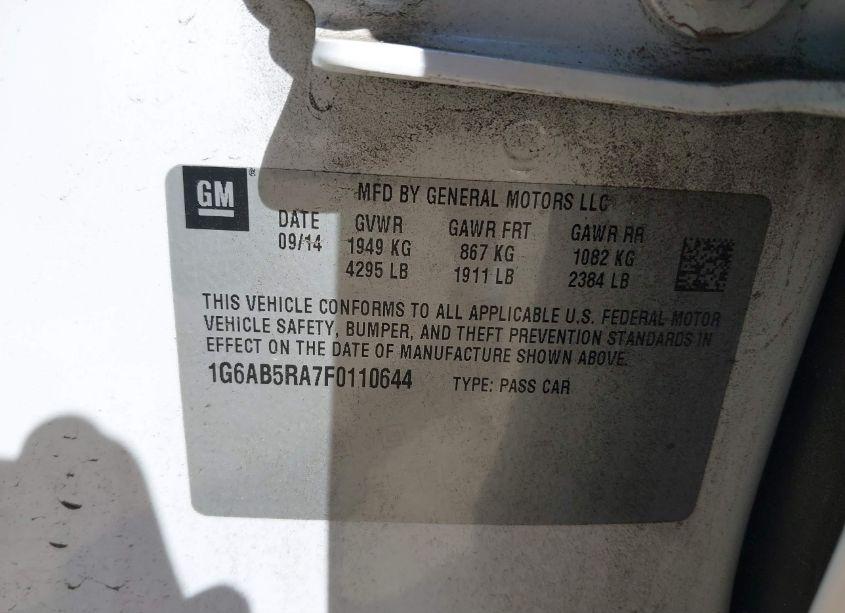 GM ® MFD BY GENERAL MOTORS LLC
DATE GVWR GAWR FRT GAWR RR
09/14 1949 KG 867 KG 1082 KG
4295 LB 1911 LB 2384 LB
THIS VEHICLE CONFORMS TO ALL APPLICABLE U.S. FEDERAL MOTOR
VEHICLE SAFETY, BUMPER, AND THEFT PREVENTION STANDARDS IN
EFFECT ON THE DATE OF MANUFACTURE SHOWN ABOVE.
1G6AB5RA7F0110644 TYPE: PASS CAR